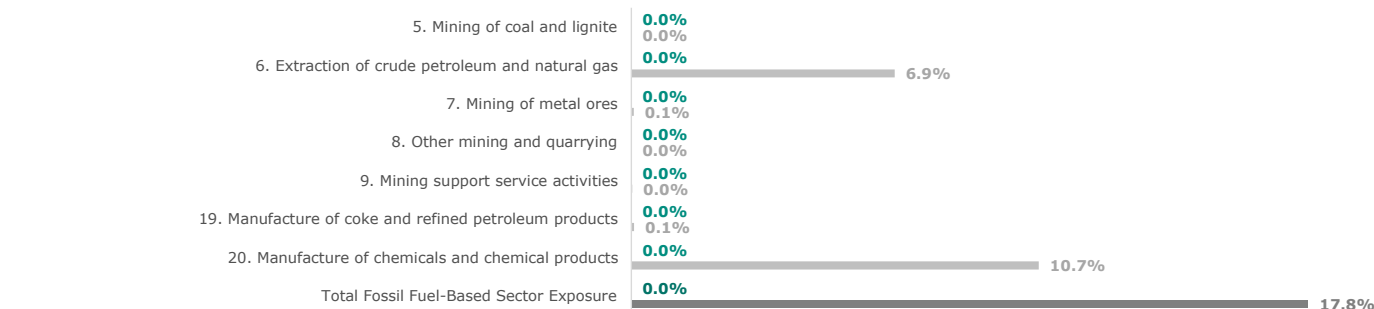 5. Mining of coal and lignite 0.0%
0.0%
6. Extraction of crude petroleum and natural gas 0.0%
6.9%
7. Mining of metal ores 0.0%
0.1%
8. Other mining and quarrying 0.0%
0.0%
9. Mining support service activities 0.0%
0.0%
19. Manufacture of coke and refined petroleum products 0.0%
0.1%
20. Manufacture of chemicals and chemical products 0.0%
10.7%
Total Fossil Fuel-Based Sector Exposure 0.0%
17.8%